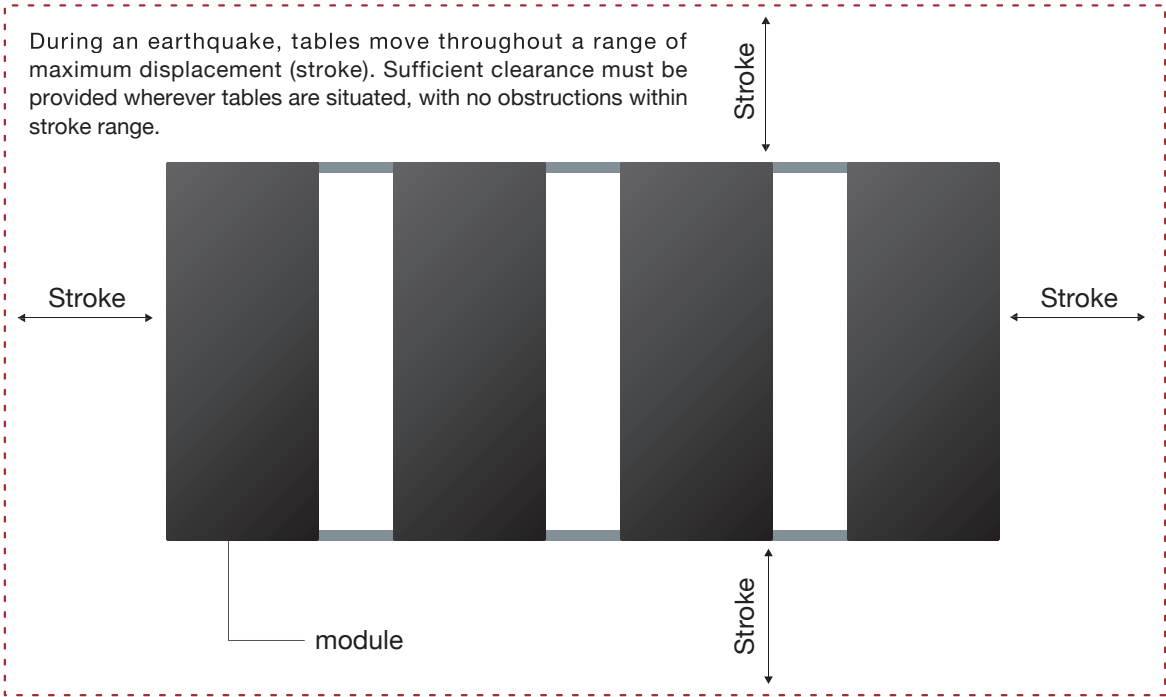 During an earthquake, tables move throughout a range of
maximum displacement (stroke). Sufficient clearance must be
provided wherever tables are situated, with no obstructions within
stroke range.
Stroke
Stroke
Stroke
Stroke
module